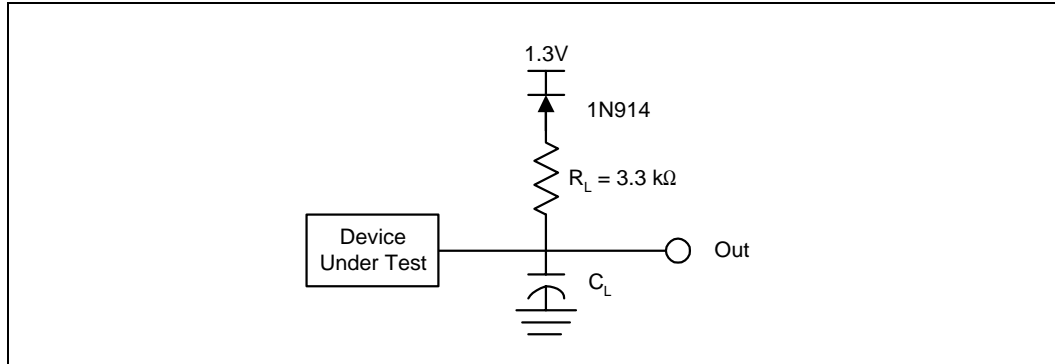 1.3V
1N914
R_L = 3.3 kΩ
Device
Under Test
Out
C_L